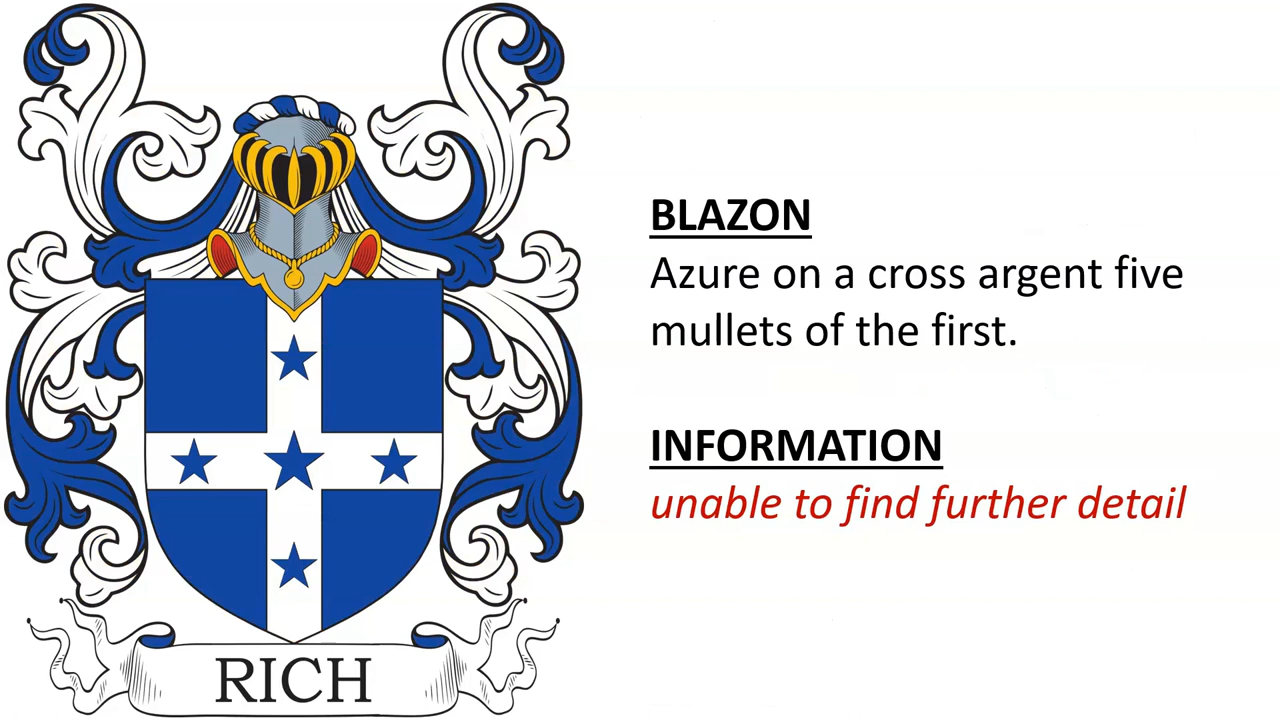 BLAZON
Azure on a cross argent five
mullets of the first.
INFORMATION
unable to find further detail
RICH